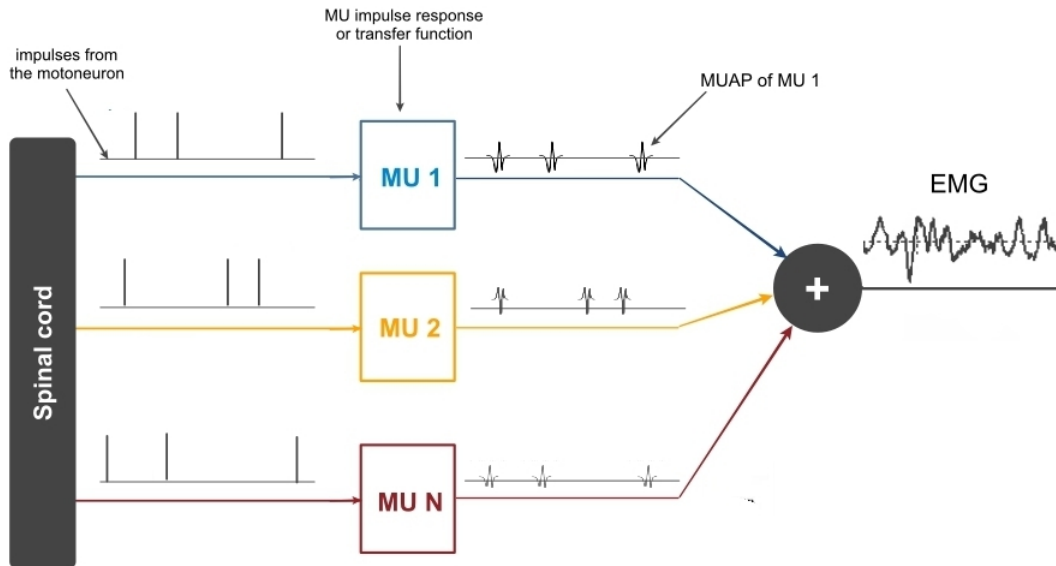 MU impulse response
or transfer function
impulses from
the motoneuron
MUAP of MU 1
MU 1
EMG
Spinal cord
MU 2
+
MU N